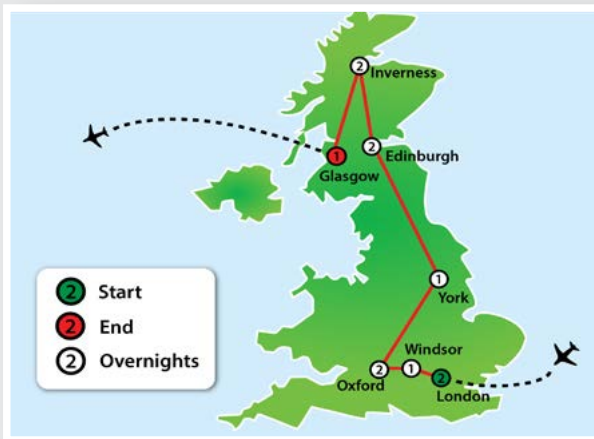 2
Inverness
2
Edinburgh
1
Glasgow
1
York
2 Start
2 End
2 Overnights
Windsor
2
1
2
Oxford
London